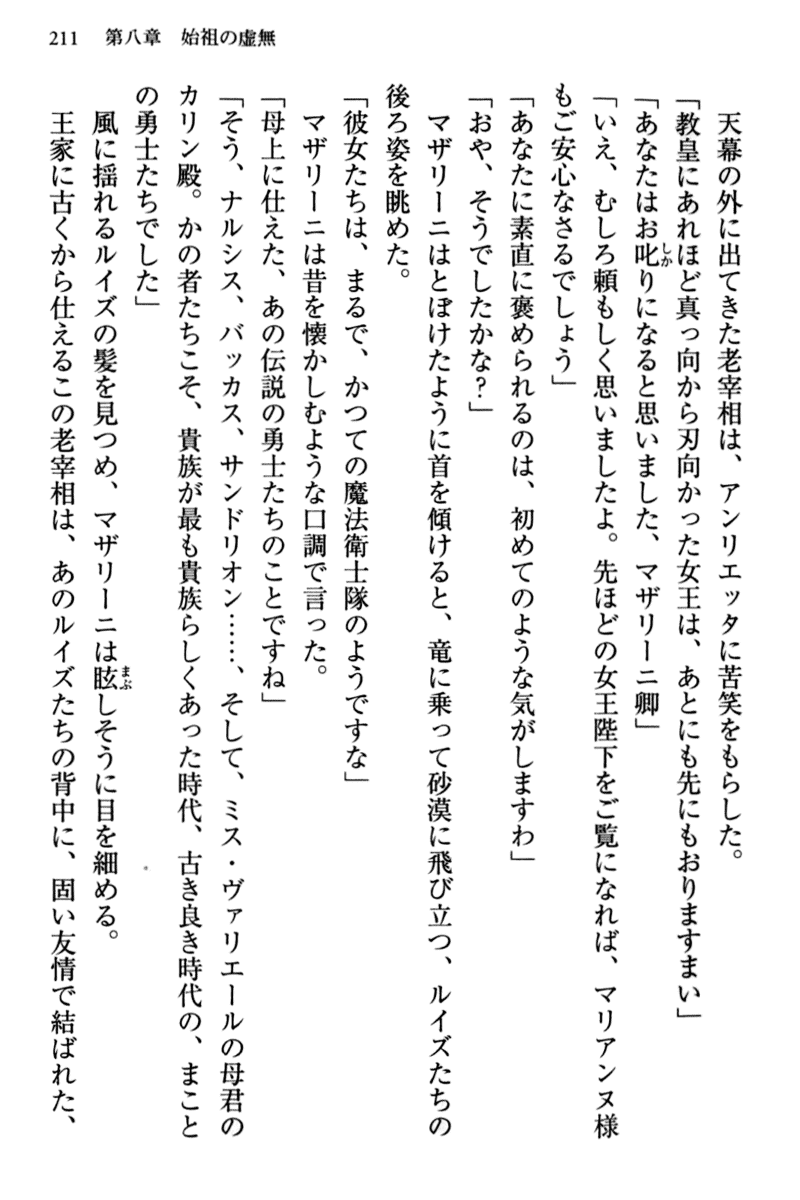 211　第八章　始祖の虚無
天幕の外に出てきた老宰相は、アンリエッタに苦笑をもらした。
「教皇にあれほど真っ向から刃向かった女王は、あとにも先にもおりますまい」
「あなたはお叱りになると思いました、マザリーニ卿」
「いえ、むしろ頼もしく思いましたよ。先ほどの女王陛下をご覧になれば、マリアンヌ様
もご安心なさるでしょう」
「あなたに素直に褒められるのは、初めてのような気がしますわ」
「おや、そうでしたかな？」
マザリーニはとぼけたように首を傾けると、竜に乗って砂漠に飛び立つ、ルイズたちの
後ろ姿を眺めた。
「彼女たちは、まるで、かつての魔法衛士隊のようですな」
マザリーニは昔を懐かしむような口調で言った。
「母上に仕えた、あの伝説の勇士たちのことですね」
「そう、ナルシス、バッカス、サンドリオン……、そして、ミス・ヴァリエールの母君の
カリン殿。かの者たちこそ、貴族が最も貴族らしくあった時代、古き良き時代の、まこと
の勇士たちでした」
風に揺れるルイズの髪を見つめ、マザリーニは眩しそうに目を細める。
王家に古くから仕えるこの老宰相は、あのルイズたちの背中に、固い友情で結ばれた、